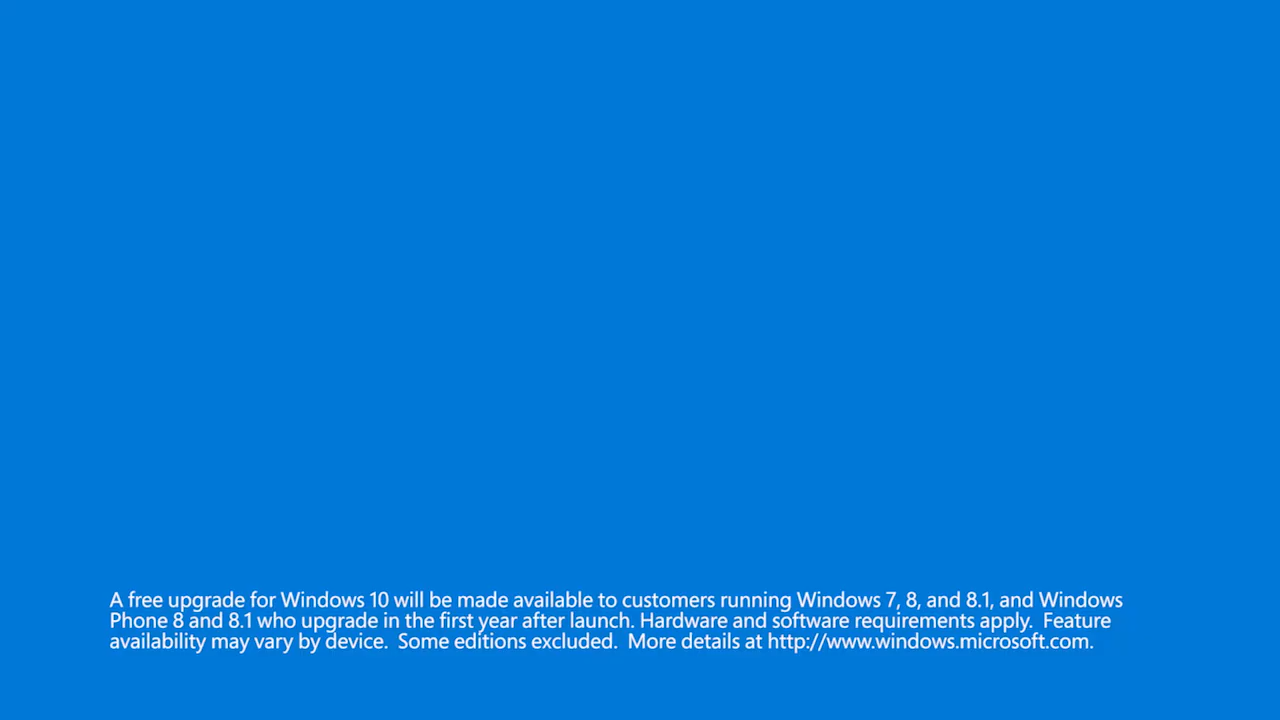 A free upgrade for Windows 10 will be made available to customers running Windows 7, 8, and 8.1, and Windows
Phone 8 and 8.1 who upgrade in the first year after launch. Hardware and software requirements apply.  Feature
availability may vary by device.  Some editions excluded.  More details at http://www.windows.microsoft.com.